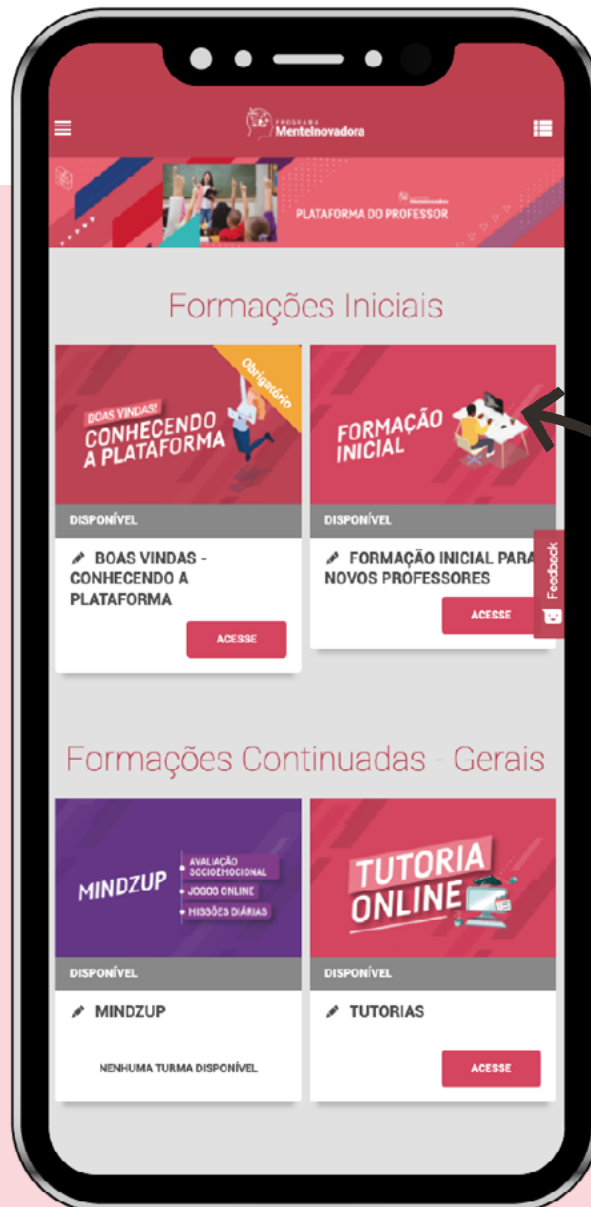 PROGRAMA
MenteInovadora
PLATAFORMA DO PROFESSOR
Formações Iniciais
Obrigatório
BOAS VINDAS!
CONHECENDO
A PLATAFORMA
DISPONÍVEL
BOAS VINDAS -
CONHECENDO A
PLATAFORMA
ACESSE
FORMAÇÃO
INICIAL
DISPONÍVEL
FORMAÇÃO INICIAL PARA
NOVOS PROFESSORES
ACESSE
Feedback
Formações Continuadas - Gerais
MINDZUP
AVALIAÇÃO
SOCIOEMOCIONAL
JOGOS ONLINE
MISSÕES DIÁRIAS
DISPONÍVEL
MINDZUP
NENHUMA TURMA DISPONÍVEL
TUTORIA
ONLINE
DISPONÍVEL
TUTORIAS
ACESSE